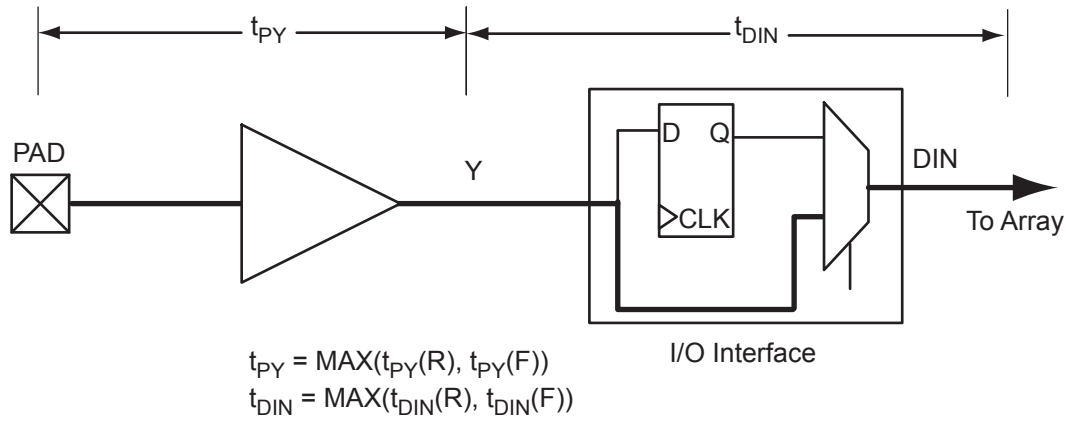 tPY
tDIN
PAD
Y
D Q
CLK
DIN
To Array
I/O Interface
tPY = MAX(tPY(R), tPY(F))
tDIN = MAX(tDIN(R), tDIN(F))